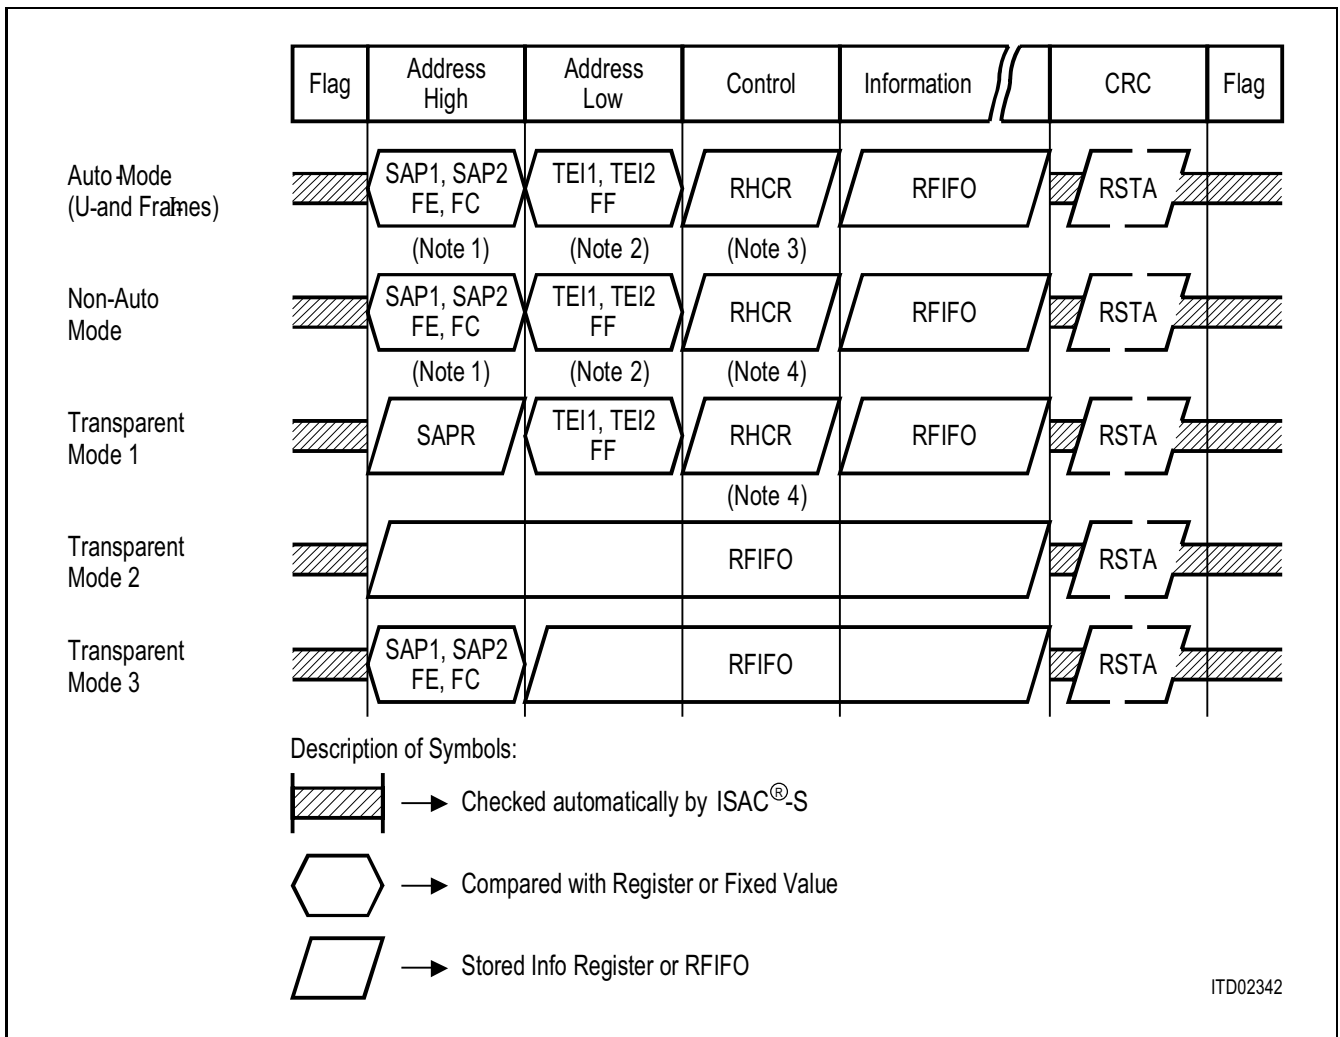 Flag
Address
High
Address
Low
Control
Information
CRC
Flag
Auto-Mode
(U-and I-Frames)
SAP1, SAP2
FE, FC
TEI1, TEI2
FF
RHCR
RFIFO
RSTA
(Note 1)
(Note 2)
(Note 3)
Non-Auto
Mode
SAP1, SAP2
FE, FC
TEI1, TEI2
FF
RHCR
RFIFO
RSTA
(Note 1)
(Note 2)
(Note 4)
Transparent
Mode 1
SAPR
TEI1, TEI2
FF
RHCR
RFIFO
RSTA
(Note 4)
Transparent
Mode 2
RFIFO
RSTA
Transparent
Mode 3
SAP1, SAP2
FE, FC
RFIFO
RSTA
Description of Symbols:
Checked automatically by ISAC®-S
Compared with Register or Fixed Value
Stored Info Register or RFIFO
ITD02342